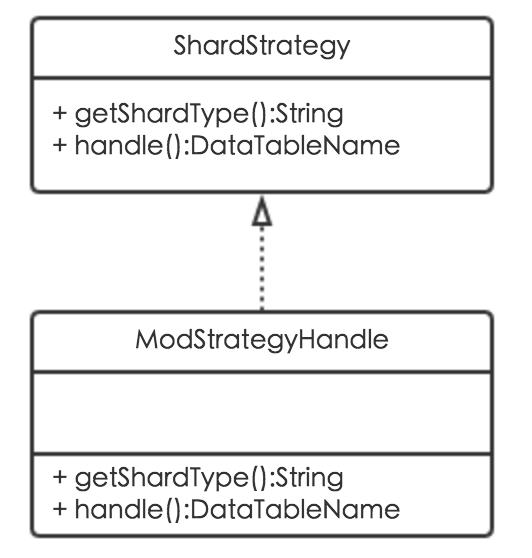 ShardStrategy
+ getShardType():String
+ handle():DataTableName
ModStrategyHandle
+ getShardType():String
+ handle():DataTableName